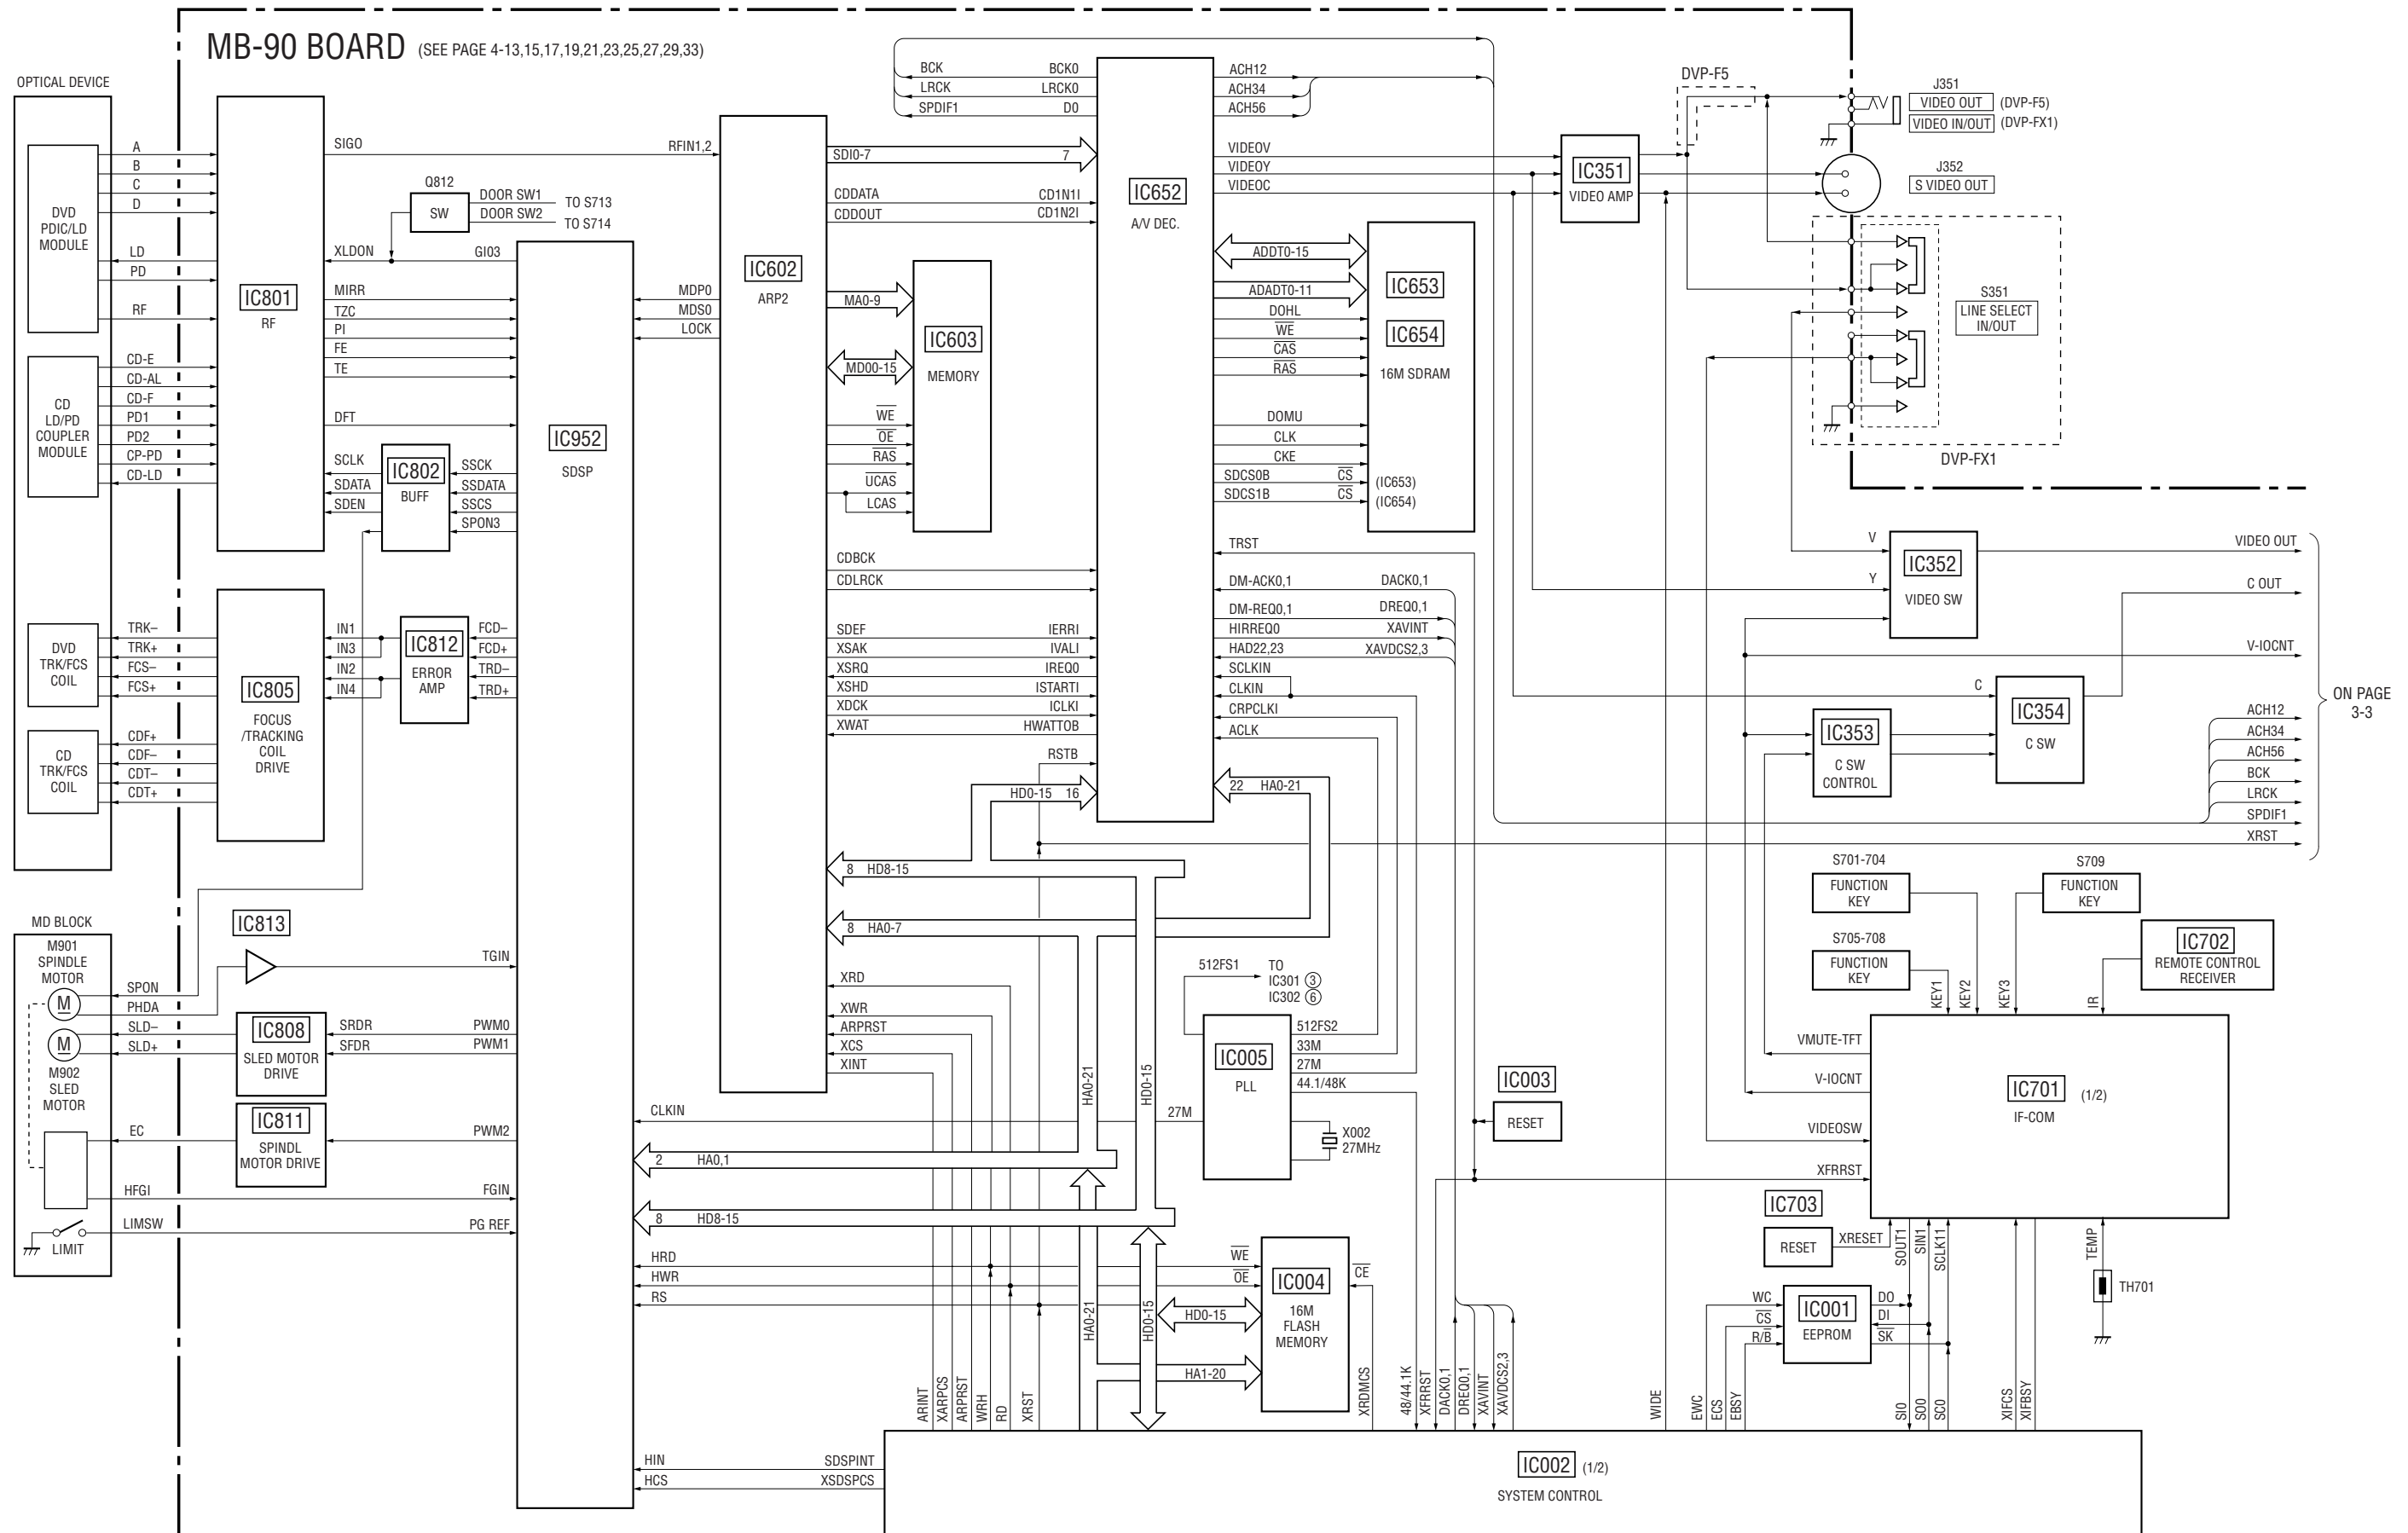 MB-90 BOARD (SEE PAGE 4-13,15,17,19,21,23,25,27,29,33)
OPTICAL DEVICE
DVD
PDIC/LD
MODULE
A
B
C
D
LD
PD
RF
CD
LD/PD
COUPLER
MODULE
CD-E
CD-AL
CD-F
PD1
PD2
CP-PD
CD-LD
DVD
TRK/FCS
COIL
TRK–
TRK+
FCS–
FCS+
CD
TRK/FCS
COIL
CDF+
CDF–
CDT–
CDT+
IC801
RF
SIGO
RFIN1,2
Q812
SW
DOOR SW1
TO S713
DOOR SW2
TO S714
XLDON
GI03
MIRR
TZC
PI
FE
TE
DFT
SCLK
SDATA
SDEN
IC802
BUFF
SSCK
SSDATA
SSCS
SPON3
IC805
FOCUS
/TRACKING
COIL
DRIVE
IN1
IN3
IN2
IN4
IC812
ERROR
AMP
FCD–
FCD+
TRD–
TRD+
IC952
SDSP
MDP0
MDS0
LOCK
MD BLOCK
M901
SPINDLE
MOTOR
M
M
M902
SLED
MOTOR
SPON
PHDA
SLD–
SLD+
EC
HFGI
LIMSW
LIMIT
IC813
TGIN
IC808
SLED MOTOR
DRIVE
SRDR
SFDR
PWM0
PWM1
IC811
SPINDL
MOTOR DRIVE
PWM2
FGIN
PG REF
IC602
ARP2
SDI0-7
7
CDDATA
CD1N1I
CDDOUT
CD1N2I
MA0-9
MD00-15
WE
OE
RAS
UCAS
LCAS
IC603
MEMORY
CDBCK
CDLRCK
SDEF
IERRI
XSAK
IVALI
XSRQ
IREQ0
XSHD
ISTARTI
XDCK
ICLKI
XWAT
HWATTOB
RSTB
HD0-15 16
8 HD8-15
8 HA0-7
XRD
XWR
ARPRST
XCS
XINT
BCK
BCK0
LRCK
LRCK0
SPDIF1
D0
IC652
A/V DEC.
ACH12
ACH34
ACH56
VIDEOV
VIDEOY
VIDEOC
ADDT0-15
ADADT0-11
DOHL
WE
CAS
RAS
DOMU
CLK
CKE
SDCS0B
CS
(IC653)
SDCS1B
CS
(IC654)
IC653
IC654
16M SDRAM
TRST
DM-ACK0,1
DACK0,1
DM-REQ0,1
DREQ0,1
HIRREQ0
XAVINT
HAD22,23
XAVDCS2,3
SCLKIN
CLKIN
CRPCLKI
ACLK
22 HA0-21
IC351
VIDEO AMP
DVP-F5
J351
VIDEO OUT (DVP-F5)
VIDEO IN/OUT (DVP-FX1)
J352
S VIDEO OUT
S351
LINE SELECT
IN/OUT
DVP-FX1
V
Y
IC352
VIDEO SW
VIDEO OUT
C OUT
V-IOCNT
C
IC353
C SW
CONTROL
IC354
C SW
ACH12
ACH34
ACH56
BCK
LRCK
SPDIF1
XRST
ON PAGE
3-3
S701-704
FUNCTION
KEY
S705-708
FUNCTION
KEY
S709
FUNCTION
KEY
IC702
REMOTE CONTROL
RECEIVER
KEY1
KEY2
KEY3
IR
VMUTE-TFT
V-IOCNT
VIDEOSW
XFRRST
IC701 (1/2)
IF-COM
512FS1
TO
IC301 3
IC302 6
IC005
PLL
512FS2
33M
27M
44.1/48K
27M
X002
27MHz
IC003
RESET
CLKIN
2 HA0,1
8 HD8-15
HA0-21
HD0-15
HRD
HWR
RS
WE
OE
CE
IC004
16M
FLASH
MEMORY
HD0-15
HA1-20
HA0-21
HD0-15
IC703
RESET
XRESET
SOUT1
SIN1
SCLK11
TEMP
TH701
WC
CS
R/B
IC001
EEPROM
DO
DI
SK
ARINT
XARPCS
ARPRST
WRH
RD
XRST
XRDMCS
48/44.1K
XFRRST
DACK0,1
DREQ0,1
XAVINT
XAVDCS2,3
WIDE
EWC
ECS
EBSY
SI0
SO0
SC0
XIFCS
XIFBSY
HIN
SDSPINT
HCS
XSDSPCS
IC002 (1/2)
SYSTEM CONTROL